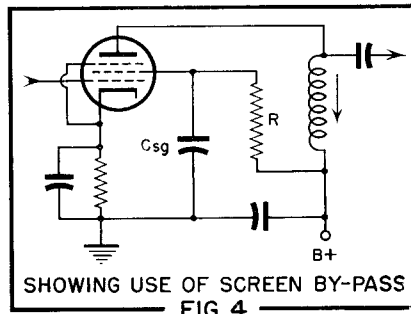 R
Csg
B+
SHOWING USE OF SCREEN BY-PASS
FIG 4